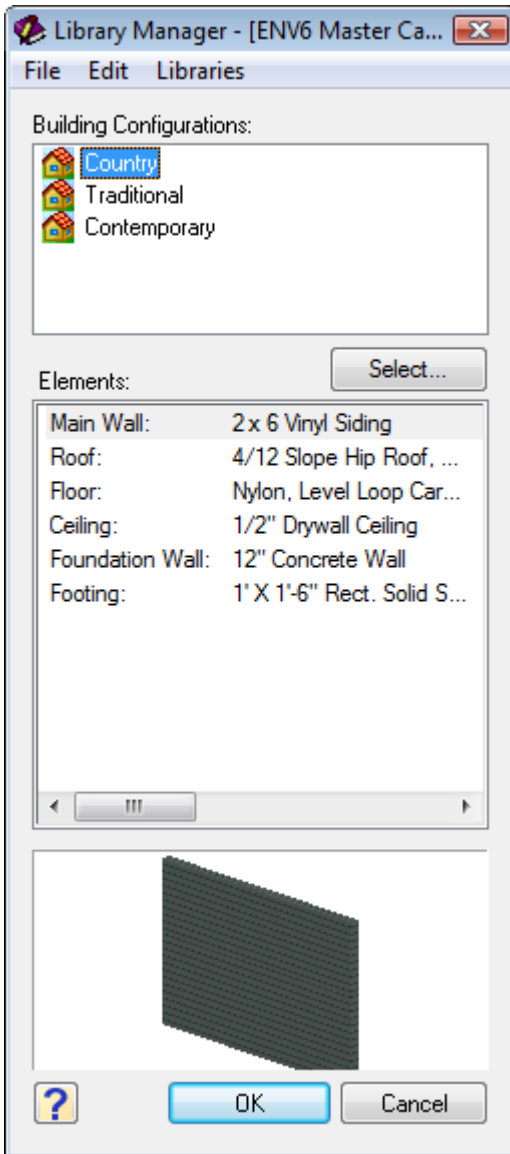 Library Manager - [ENV6 Master Ca...
File Edit Libraries
Building Configurations:
Country
Traditional
Contemporary
Select...
Elements:
Main Wall: 2 x 6 Vinyl Siding
Roof: 4/12 Slope Hip Roof, ...
Floor: Nylon, Level Loop Car...
Ceiling: 1/2" Drywall Ceiling
Foundation Wall: 12" Concrete Wall
Footing: 1' X 1'-6" Rect. Solid S...
? OK Cancel